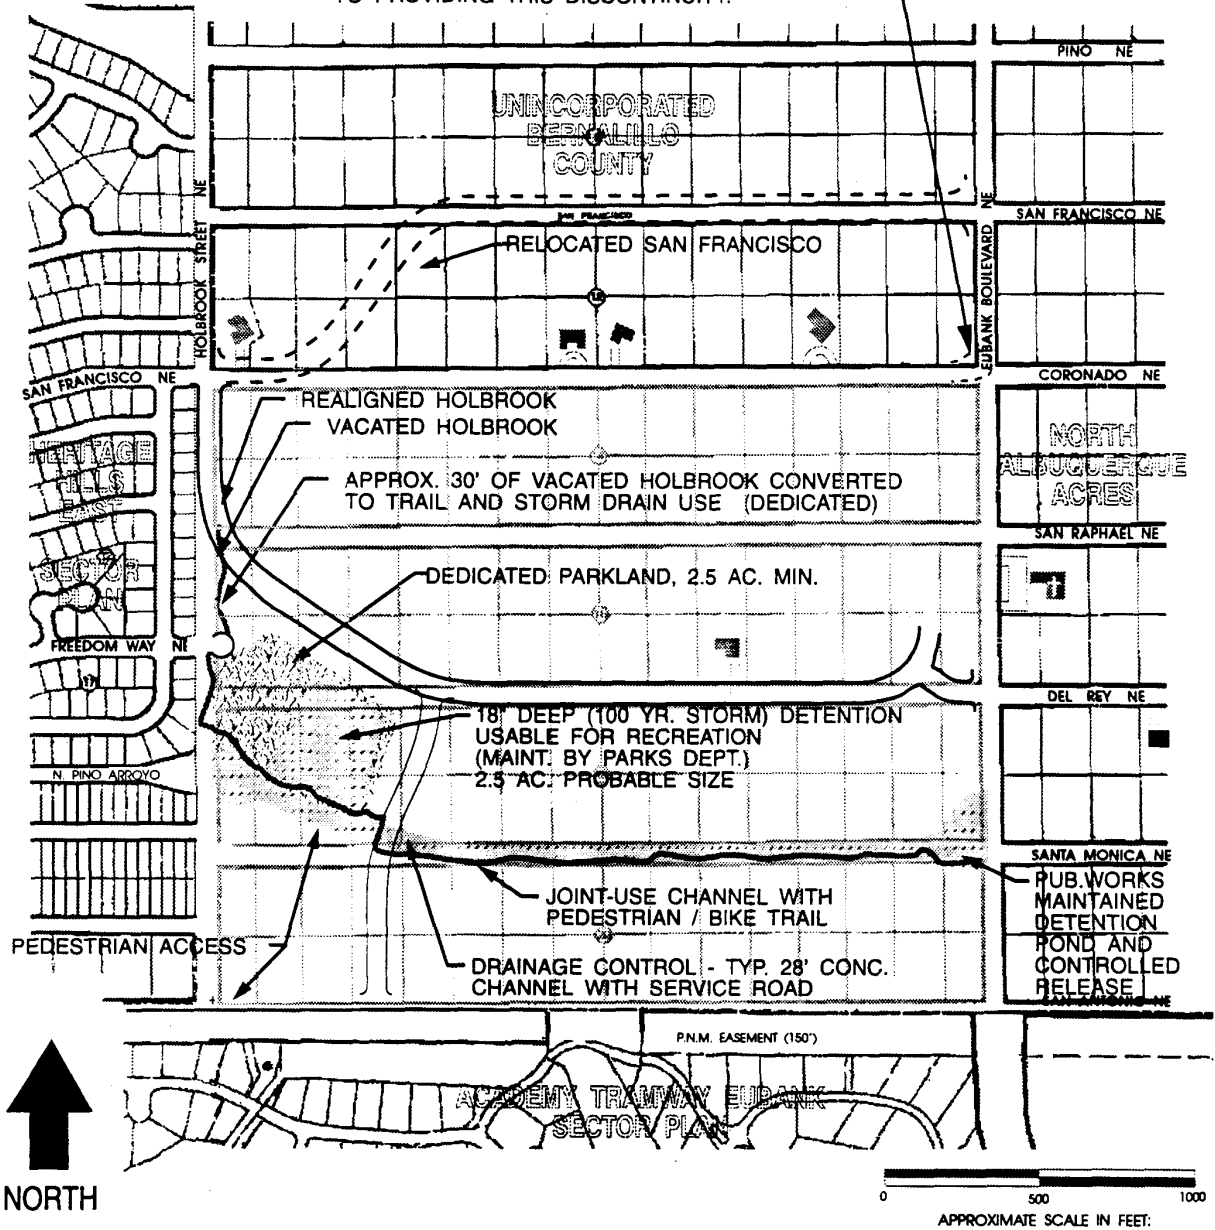 TO PROVIDING THIS DISCONTINUITY.
PINO NE
UNINCORPORATED
BERNALILLO
COUNTY
NE
NE
SAN FRANCISCO
SAN FRANCISCO NE
HOLBROOK STREET
RELOCATED SAN FRANCISCO
EUBANK BOULEVARD
SAN FRANCISCO NE
CORONADO NE
REALIGNED HOLBROOK
VACATED HOLBROOK
HERITAGE
HILLS
EAST
SECTOR
PLAN
NORTH
ALBUQUERQUE
ACRES
APPROX. 30' OF VACATED HOLBROOK CONVERTED
TO TRAIL AND STORM DRAIN USE (DEDICATED)
SAN RAPHAEL NE
DEDICATED PARKLAND, 2.5 AC. MIN.
FREEDOM WAY NE
17
DEL REY NE
18" DEEP (100 YR. STORM) DETENTION
USABLE FOR RECREATION
(MAINT. BY PARKS DEPT.)
2.5 AC. PROBABLE SIZE
N. PINO ARROYO
SANTA MONICA NE
JOINT-USE CHANNEL WITH
PEDESTRIAN / BIKE TRAIL
PUB.WORKS
MAINTAINED
DETENTION
POND AND
CONTROLLED
RELEASE
PEDESTRIAN ACCESS
DRAINAGE CONTROL - TYP. 28' CONC.
CHANNEL WITH SERVICE ROAD
SAN ANTONIO NE
P.N.M. EASEMENT (150')
ACADEMY TRAMWAY EUBANK
SECTOR PLAN
NORTH
0 500 1000
APPROXIMATE SCALE IN FEET: